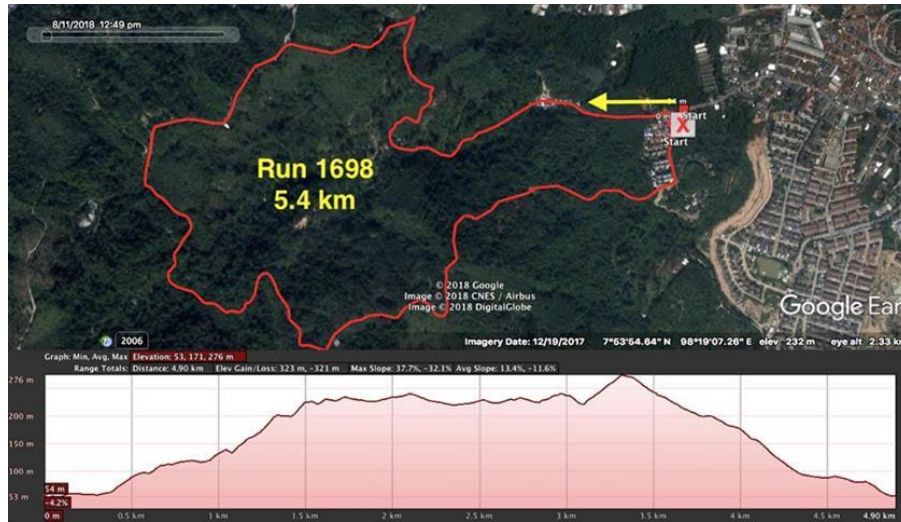 8/11/2018 12:49 pm
0 m
Start
X
Start
Run 1698
5.4 km
© 2018 Google
Image © 2018 CNES / Airbus
Image © 2018 DigitalGlobe
Google Ear
2006
Imagery Date: 12/19/2017 7°53'54.64" N 98°19'07.26" E elev 232 m eye alt 2.33 km
Graph: Min, Avg, Max Elevation: 53, 171, 276 m
Range Totals: Distance: 4.90 km Elev Gain/Loss: 323 m, -321 m Max Slope: 37.7%, -32.1% Avg Slope: 13.4%, -11.6%
276 m
200 m
150 m
100 m
53 m
54 m
-4.2%
0 m 0.5 km 1 km 1.5 km 2 km 2.5 km 3 km 3.5 km 4 km 4.5 km 4.90 km